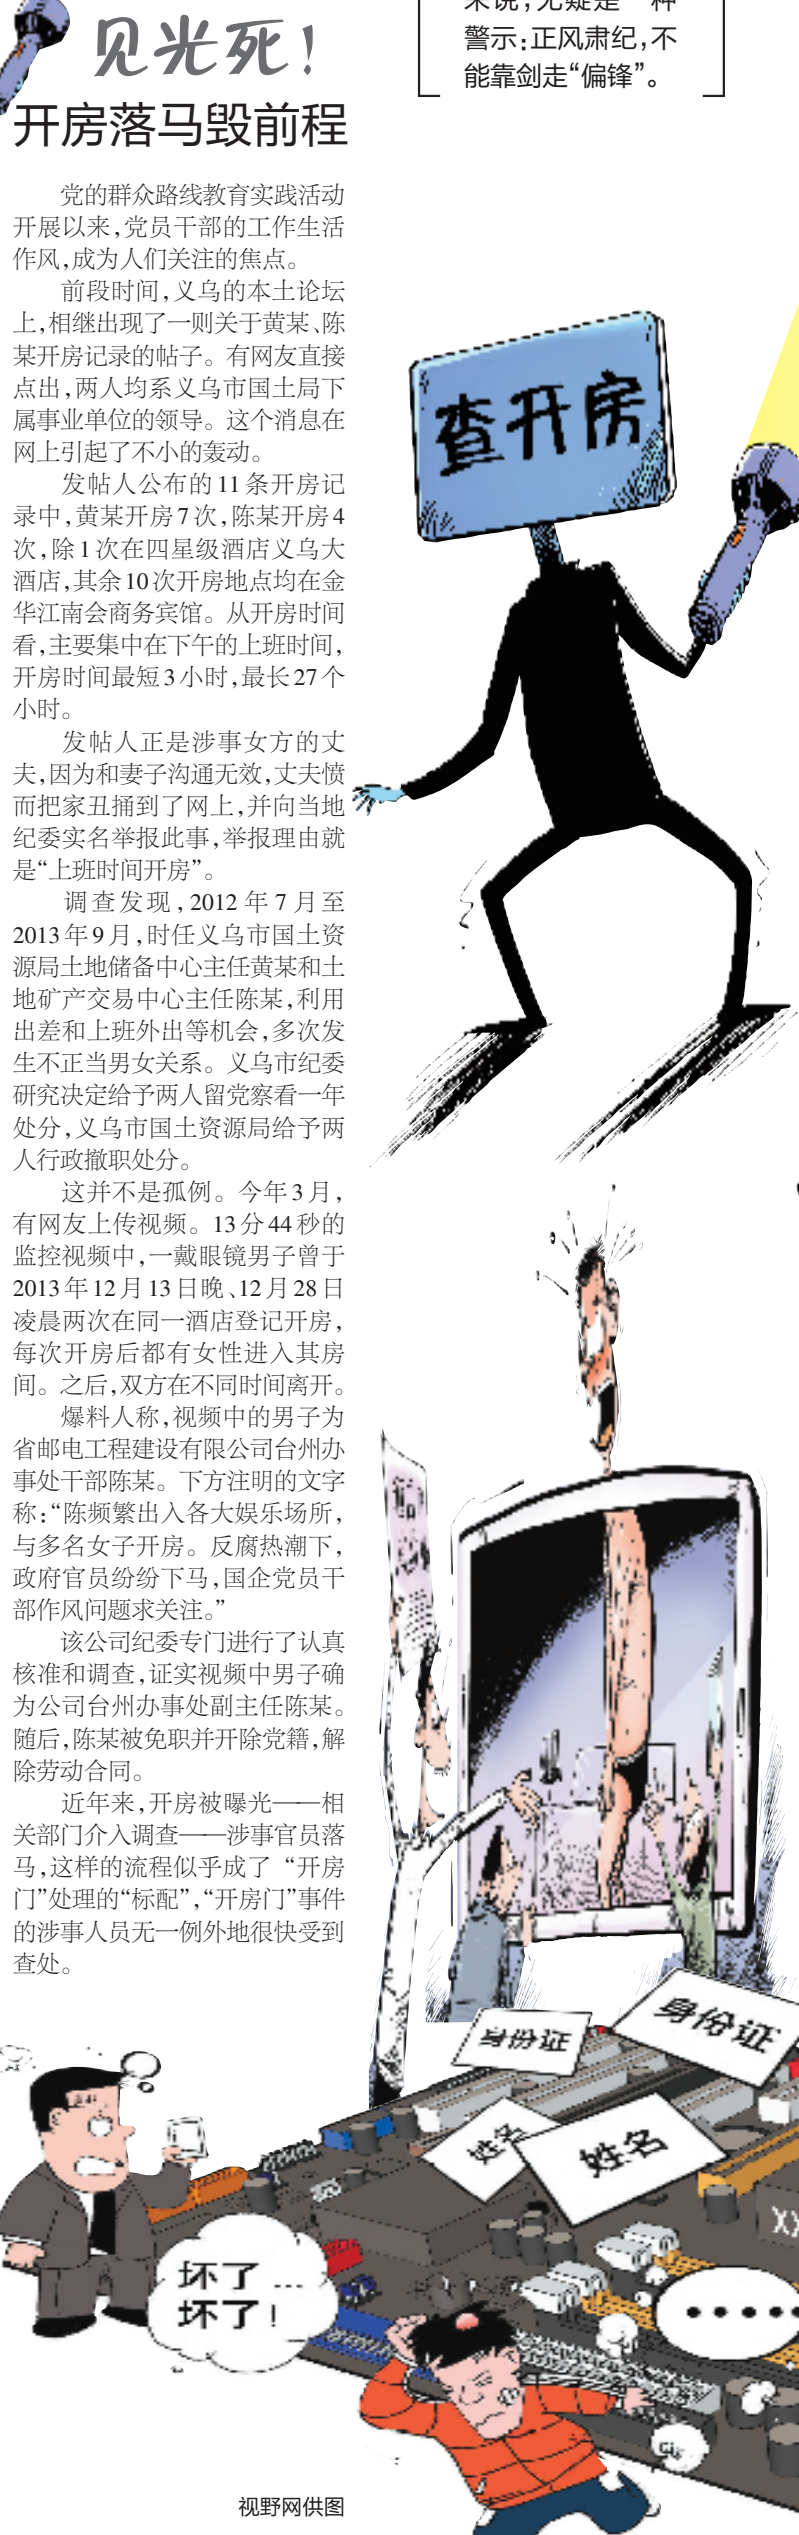 见光死！
开房落马毁前程
党的群众路线教育实践活动
开展以来，党员干部的工作生活
作风，成为人们关注的焦点。
前段时间，义乌的本土论坛
上，相继出现了一则关于黄某、陈
某开房记录的帖子。有网友直接
点出，两人均系义乌市国土局下
属事业单位的领导。这个消息在
网上引起了不小的轰动。
发帖人公布的11条开房记
录中，黄某开房7次，陈某开房4
次，除1次在四星级酒店义乌大
酒店，其余10次开房地点均在金
华江南会商务宾馆。从开房时间
看，主要集中在下午的上班时间，
开房时间最短3小时，最长27个
小时。
发帖人正是涉事女方的丈
夫，因为和妻子沟通无效，丈夫愤
而把家丑捅到了网上，并向当地
纪委实名举报此事，举报理由就
是“上班时间开房”。
调查发现，2012年7月至
2013年9月，时任义乌市国土资
源局土地储备中心主任黄某和土
地矿产交易中心主任陈某，利用
出差和上班外出等机会，多次发
生不正当男女关系。义乌市纪委
研究决定给予两人留党察看一年
处分，义乌市国土资源局给予两
人行政撤职处分。
这并不是孤例。今年3月，
有网友上传视频。13分44秒的
监控视频中，一戴眼镜男子曾于
2013年12月13日晚、12月28日
凌晨两次在同一酒店登记开房，
每次开房后都有女性进入其房
间。之后，双方在不同时间离开。
爆料人称，视频中的男子为
省邮电工程建设有限公司台州办
事处干部陈某。下方注明的文字
称：“陈频繁出入各大娱乐场所，
与多名女子开房。反腐热潮下，
政府官员纷纷下马，国企党员干
部作风问题求关注。”
该公司纪委专门进行了认真
核准和调查，证实视频中男子确
为公司台州办事处副主任陈某。
随后，陈某被免职并开除党籍，解
除劳动合同。
近年来，开房被曝光——相
关部门介入调查——涉事官员落
马，这样的流程似乎成了“开房
门”处理的“标配”，“开房门”事件
的涉事人员无一例外地很快受到
查处。
警示：正风肃纪，不
能靠剑走“偏锋”。
查开房
身份证
身份证
姓名
姓名
XX
坏了…
坏了！
……
视野网供图